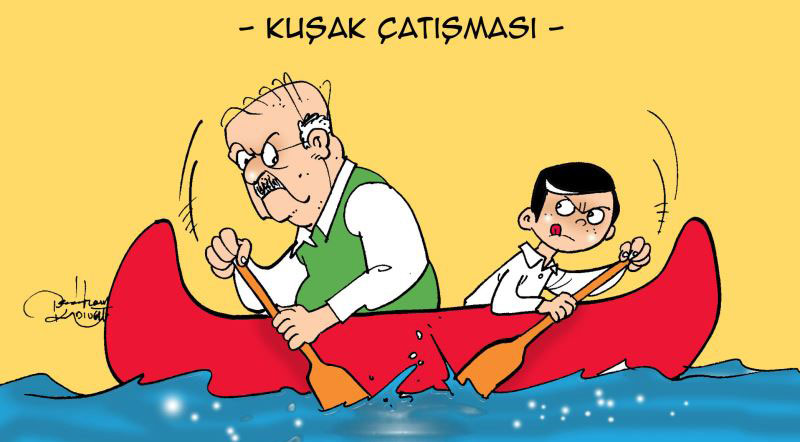 - KUŞAK ÇATIŞMASI -